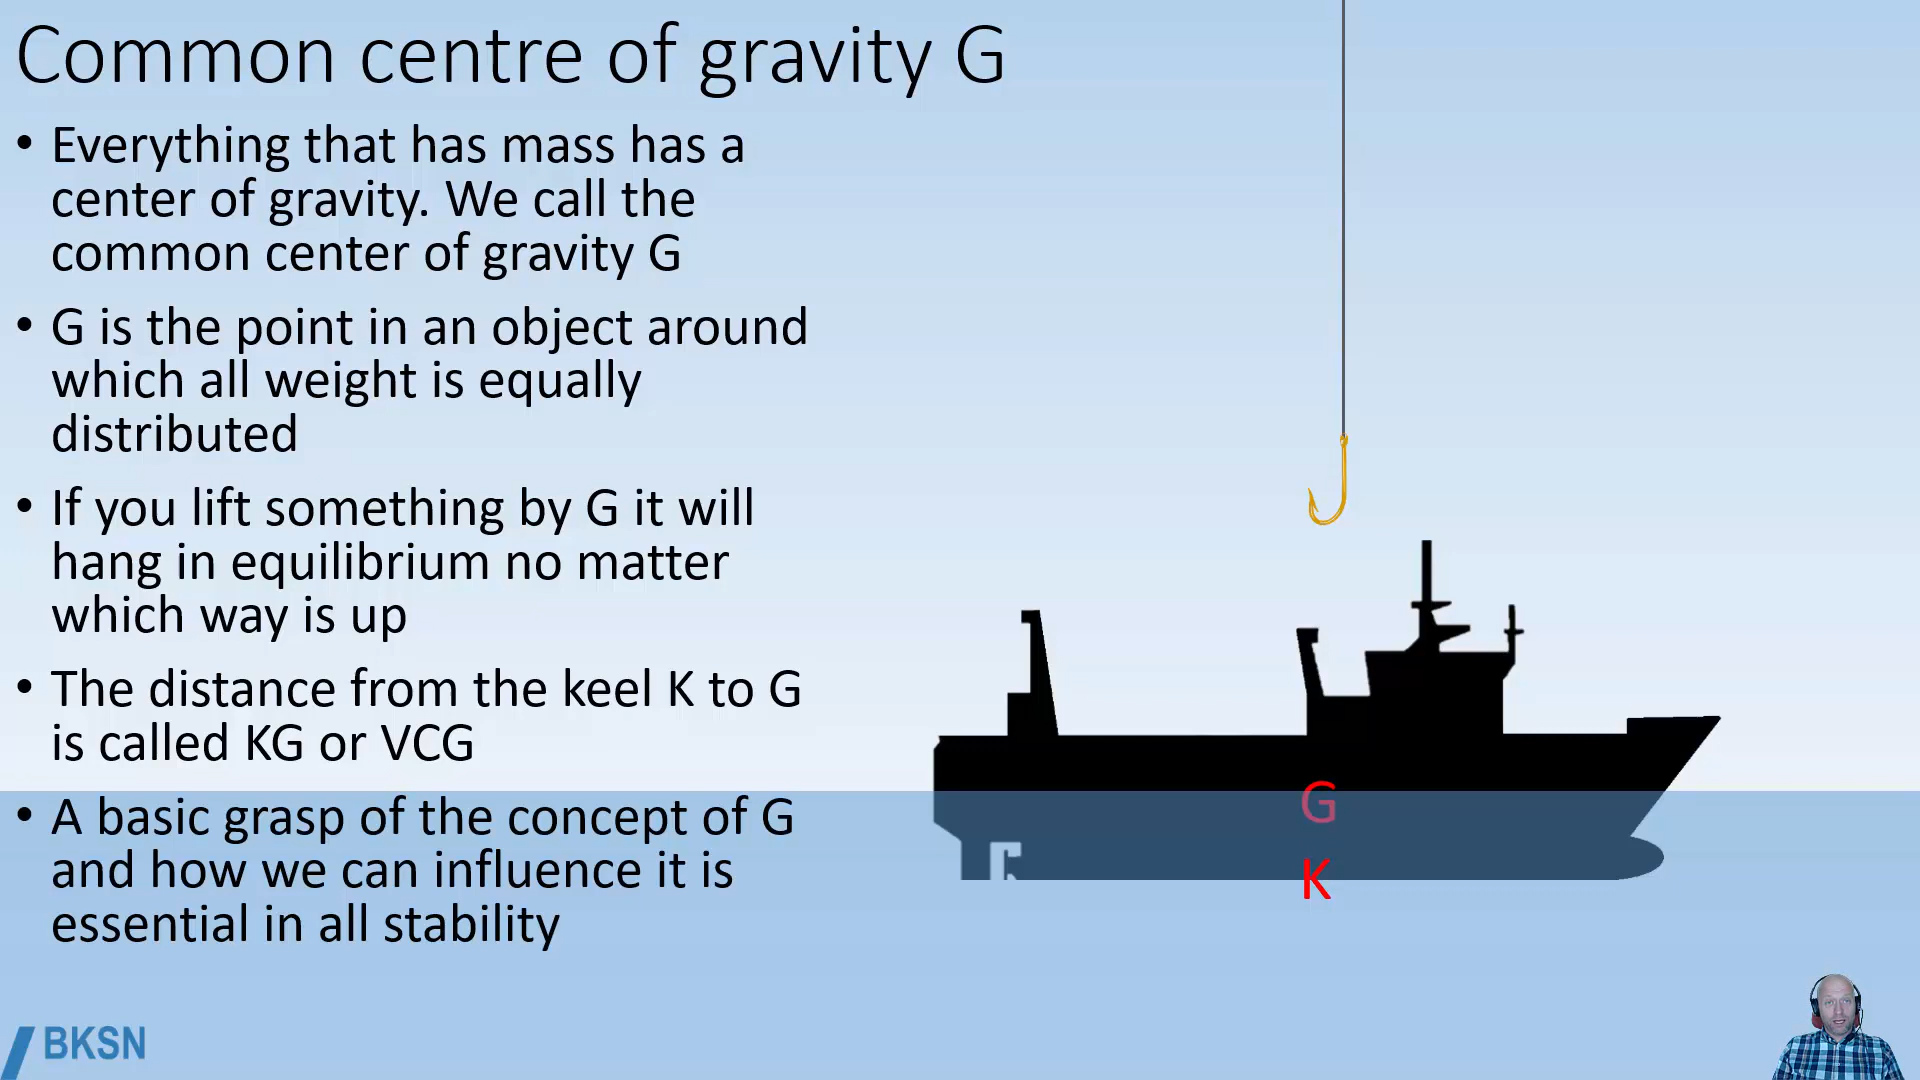 Common centre of gravity G
• Everything that has mass has a
center of gravity. We call the
common center of gravity G
• G is the point in an object around
which all weight is equally
distributed
• If you lift something by G it will
hang in equilibrium no matter
which way is up
• The distance from the keel K to G
is called KG or VCG
• A basic grasp of the concept of G
and how we can influence it is
essential in all stability
G
K
BKSN